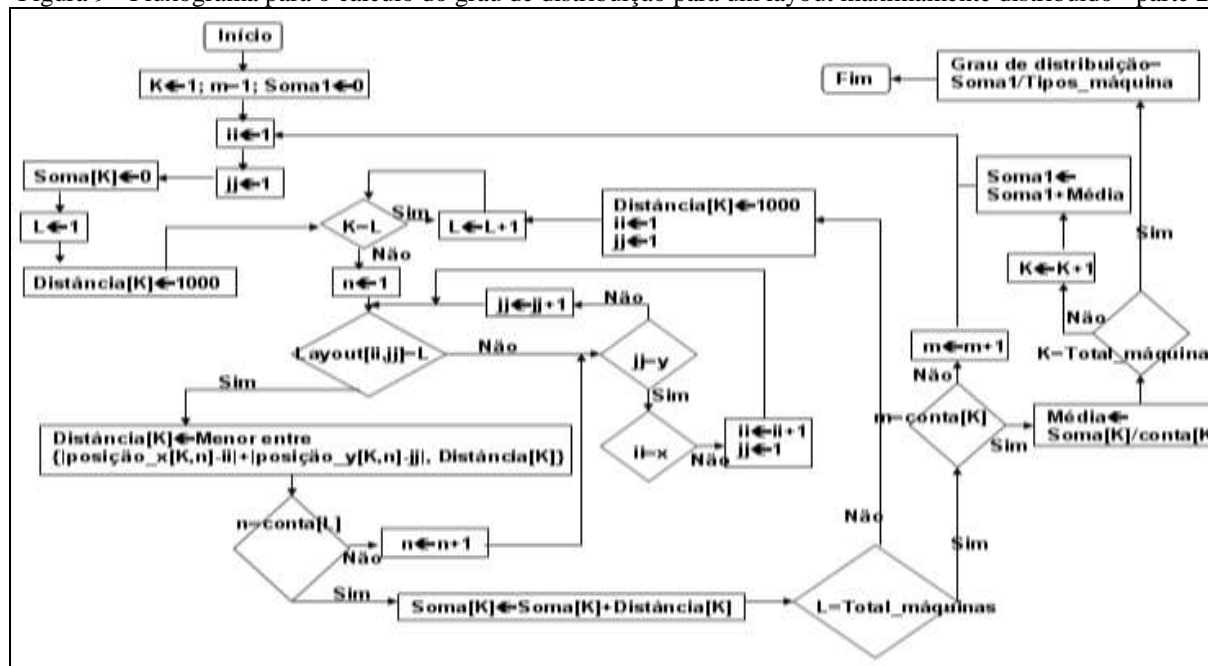 Figura 9 - Fluxograma para o cálculo do grau de distribuição para um layout maximamente distribuído - parte 2
Início
K←1; m=1; Soma1←0
ii←1
jj←1
Soma[K]←0
L←1
Distância[K]←1000
K=L
Sim
L←L+1
Não
n←1
Distância[K]←1000
ii←1
jj←1
jj←jj+1
Não
Layout[ii,jj]=L
Não
Sim
jj=y
Sim
ii=x
Não
ii←ii+1
jj←1
Distância[K]←Menor entre
{|posição_x[K,n]-ii|+|posição_y[K,n]-jj|, Distância[K]}
n=conta[L]
Não
n←n+1
Sim
Soma[K]←Soma[K]+Distância[K]
L=Total_máquinas
Não
Sim
m=conta[K]
Não
m←m+1
Sim
Média←
Soma[K]/conta[K
K=Total_máquina
Não
K←K+1
Soma1←
Soma1+Média
Sim
Grau de distribuição=
Soma1/Tipos_máquina
Fim